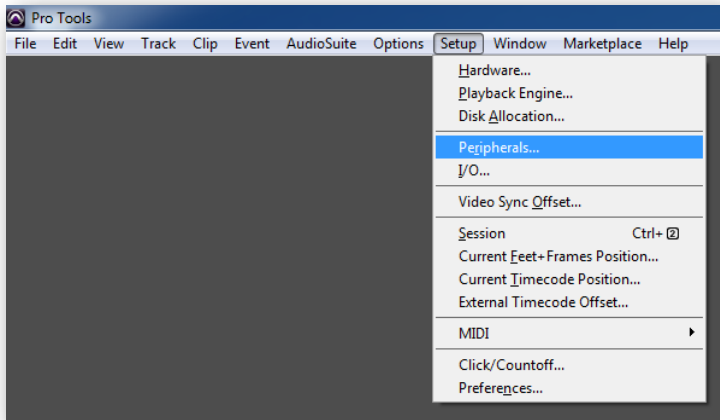 Pro Tools
File Edit View Track Clip Event AudioSuite Options Setup Window Marketplace Help
Hardware...
Playback Engine...
Disk Allocation...
Peripherals...
I/O...
Video Sync Offset...
Session Ctrl+ 2
Current Feet+Frames Position...
Current Timecode Position...
External Timecode Offset...
MIDI
Click/Countoff...
Preferences...